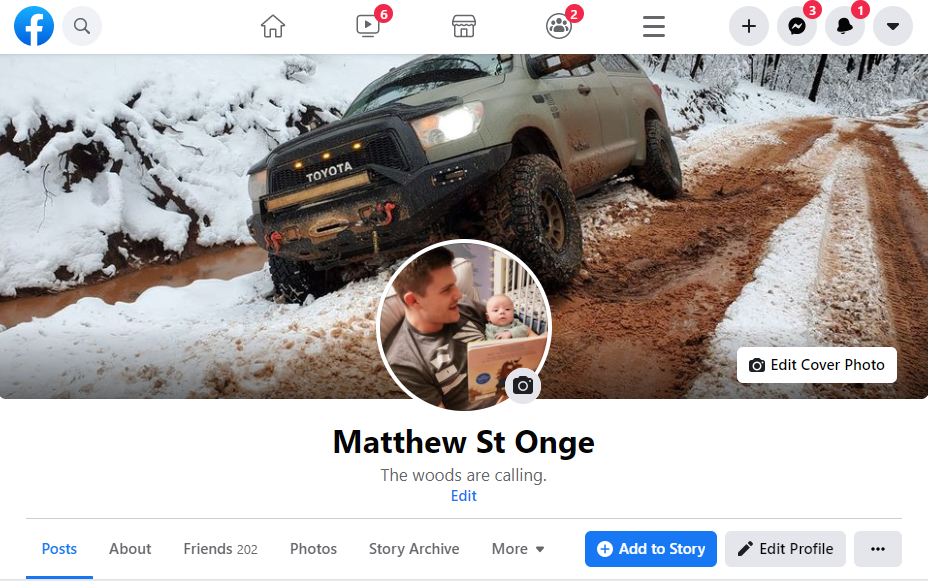 6
2
3
1
TOYOTA
Edit Cover Photo
Matthew St Onge
The woods are calling.
Edit
Posts About Friends 202 Photos Story Archive More Add to Story Edit Profile